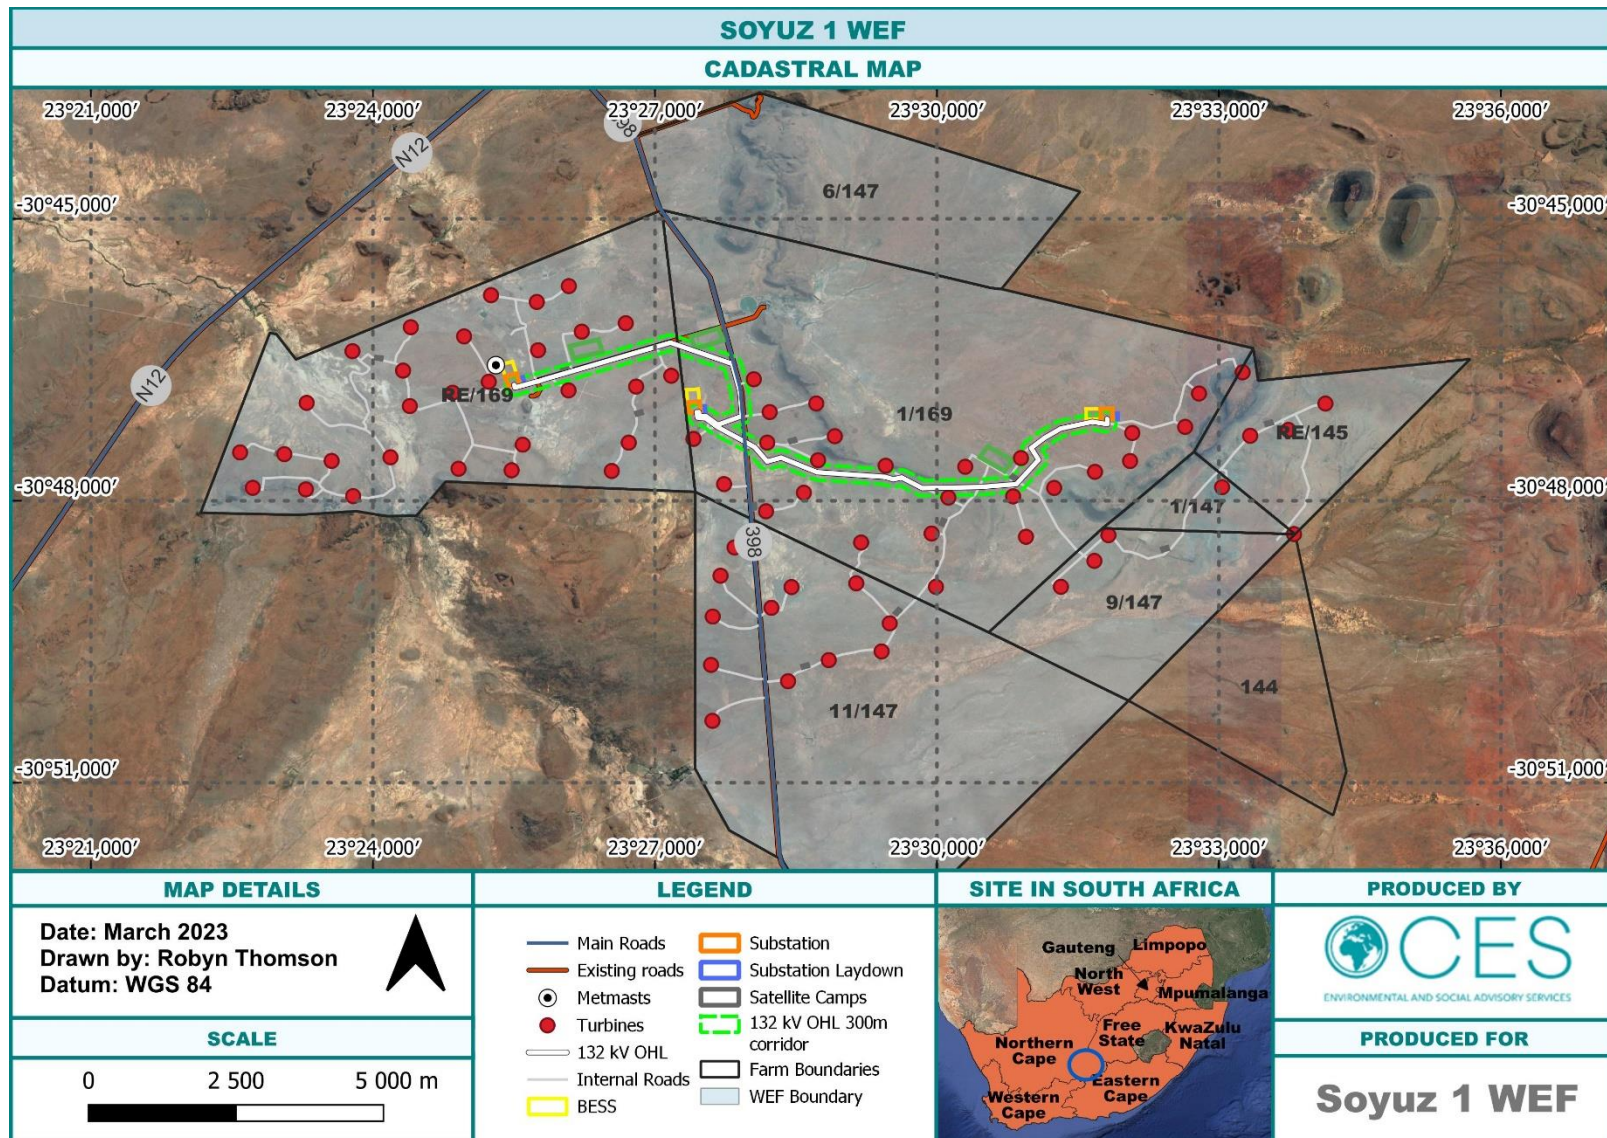 SOYUZ 1 WEF
CADASTRAL MAP
23°21,000′ 23°24,000′ 23°27,000′ 23°30,000′ 23°33,000′ 23°36,000′
398
N12
6/147
-30°45,000′ -30°45,000′
N12
RE/169
1/169
RE/145
-30°48,000′ -30°48,000′
1/147
398
9/147
144
11/147
-30°51,000′ -30°51,000′
23°21,000′ 23°24,000′ 23°27,000′ 23°30,000′ 23°33,000′ 23°36,000′
MAP DETAILS
Date: March 2023
Drawn by: Robyn Thomson
Datum: WGS 84
SCALE
0 2 500 5 000 m
LEGEND
Main Roads
Existing roads
Metmasts
Turbines
132 kV OHL
Internal Roads
BESS
Substation
Substation Laydown
Satellite Camps
132 kV OHL 300m
corridor
Farm Boundaries
WEF Boundary
SITE IN SOUTH AFRICA
Gauteng
Limpopo
North
West
Mpumalanga
Free
State
KwaZulu
Natal
Northern
Cape
Eastern
Cape
Western
Cape
PRODUCED BY
CES
ENVIRONMENTAL AND SOCIAL ADVISORY SERVICES
PRODUCED FOR
Soyuz 1 WEF